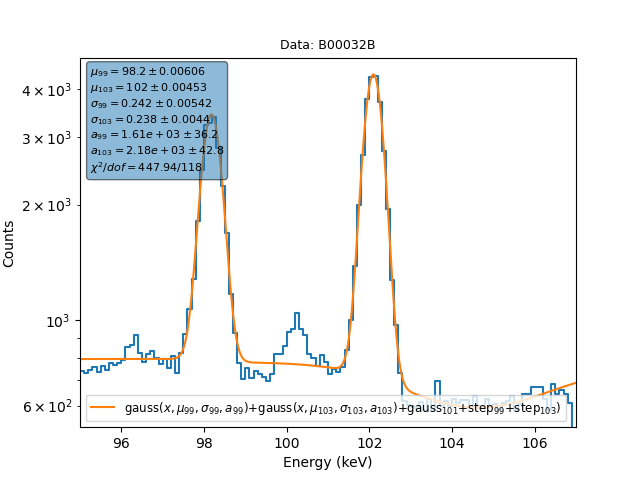 Data: B00032B
μ99 = 98.2 ± 0.00606
μ103 = 102 ± 0.00453
σ99 = 0.242 ± 0.00542
σ103 = 0.238 ± 0.0044
a99 = 1.61e + 03 ± 36.2
a103 = 2.18e + 03 ± 42.8
χ²/dof = 447.94/118
4 × 10³
3 × 10³
2 × 10³
10³
6 × 10²
Counts
gauss(x, μ99, σ99, a99)+gauss(x, μ103, σ103, a103)+gauss101+step99+step103)
96 98 100 102 104 106
Energy (keV)